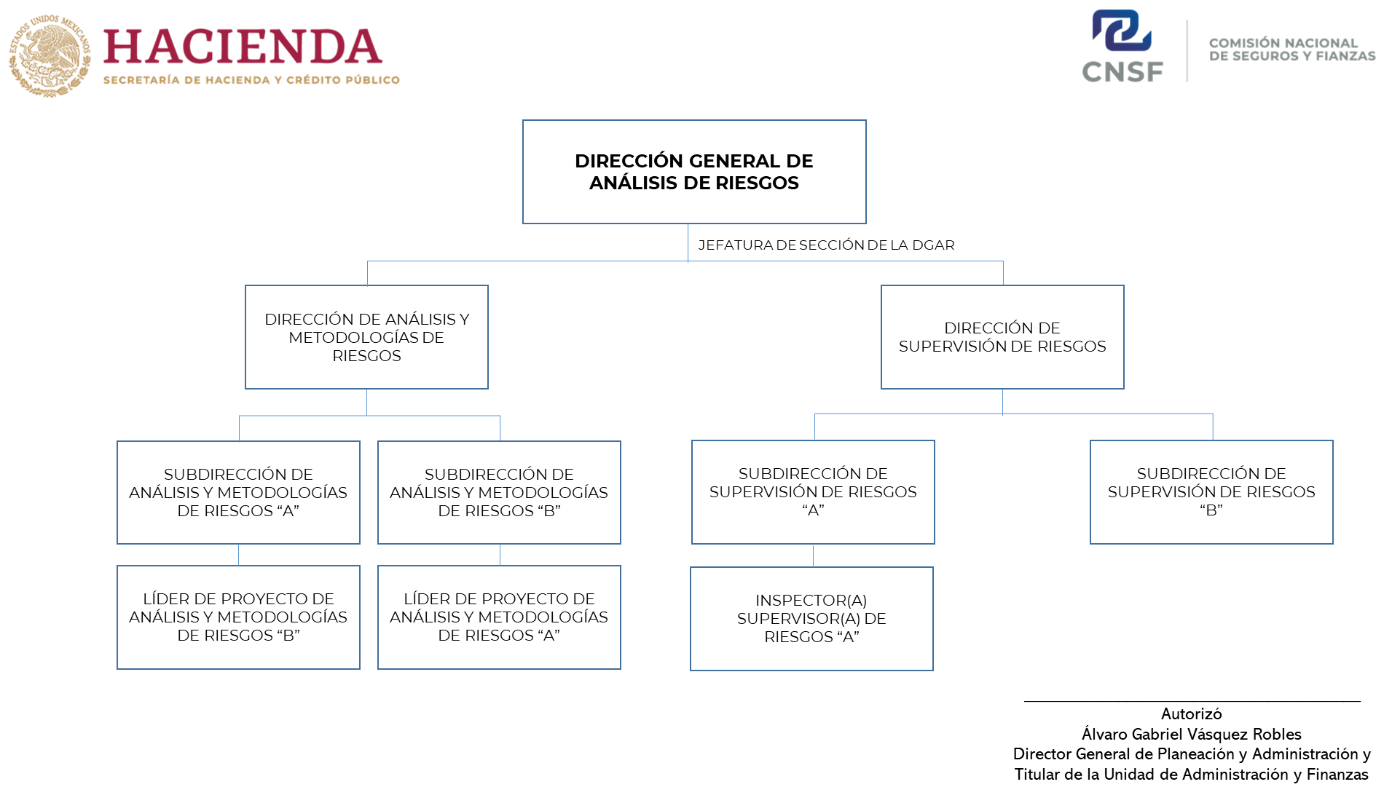 ESTADOS UNIDOS MEXICANOS
HACIENDA
SECRETARÍA DE HACIENDA Y CRÉDITO PÚBLICO
CNSF
COMISIÓN NACIONAL
DE SEGUROS Y FIANZAS
DIRECCIÓN GENERAL DE
ANÁLISIS DE RIESGOS
JEFATURA DE SECCIÓN DE LA DGAR
DIRECCIÓN DE ANÁLISIS Y
METODOLOGÍAS DE
RIESGOS
DIRECCIÓN DE
SUPERVISIÓN DE RIESGOS
SUBDIRECCIÓN DE
ANÁLISIS Y METODOLOGÍAS
DE RIESGOS “A”
SUBDIRECCIÓN DE
ANÁLISIS Y METODOLOGÍAS
DE RIESGOS “B”
SUBDIRECCIÓN DE
SUPERVISIÓN DE RIESGOS
“A”
SUBDIRECCIÓN DE
SUPERVISIÓN DE RIESGOS
“B”
LÍDER DE PROYECTO DE
ANÁLISIS Y METODOLOGÍAS
DE RIESGOS “B”
LÍDER DE PROYECTO DE
ANÁLISIS Y METODOLOGÍAS
DE RIESGOS “A”
INSPECTOR(A)
SUPERVISOR(A) DE
RIESGOS “A”
Autorizó
Álvaro Gabriel Vásquez Robles
Director General de Planeación y Administración y
Titular de la Unidad de Administración y Finanzas